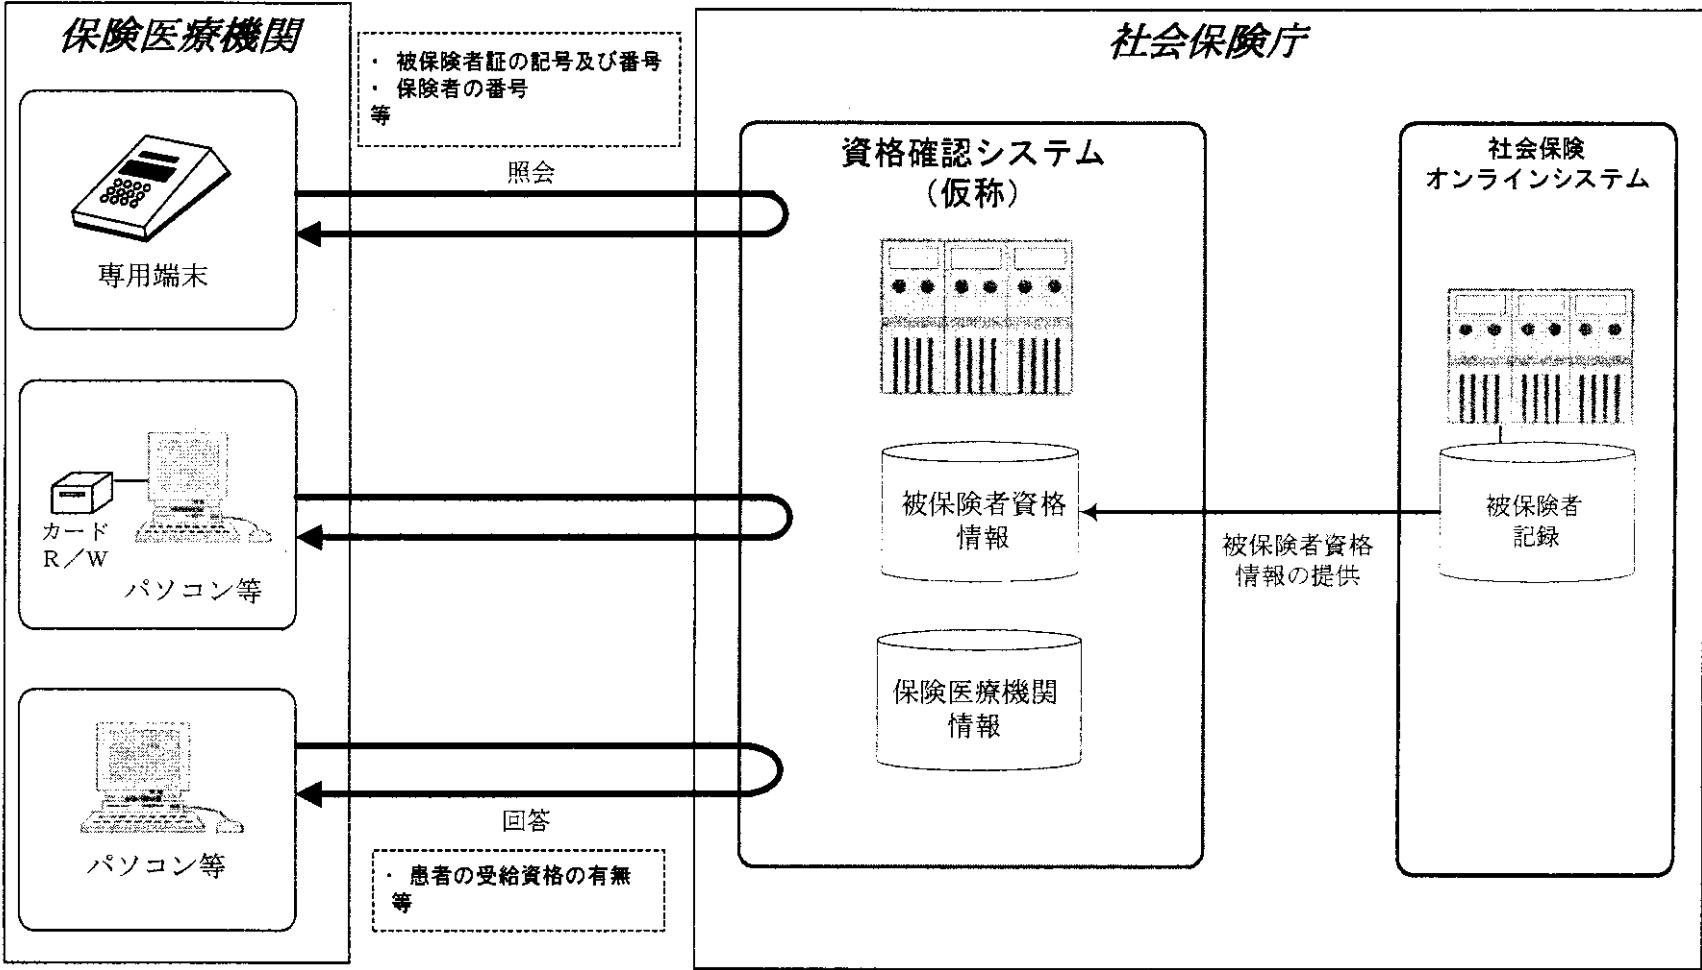 保険医療機関
専用端末
カード
R/W
パソコン等
パソコン等
・ 被保険者証の記号及び番号
・ 保険者の番号
等
照会
回答
・ 患者の受給資格の有無
等
社会保険庁
資格確認システム
(仮称)
被保険者資格
情報
保険医療機関
情報
被保険者資格
情報の提供
社会保険
オンラインシステム
被保険者
記録